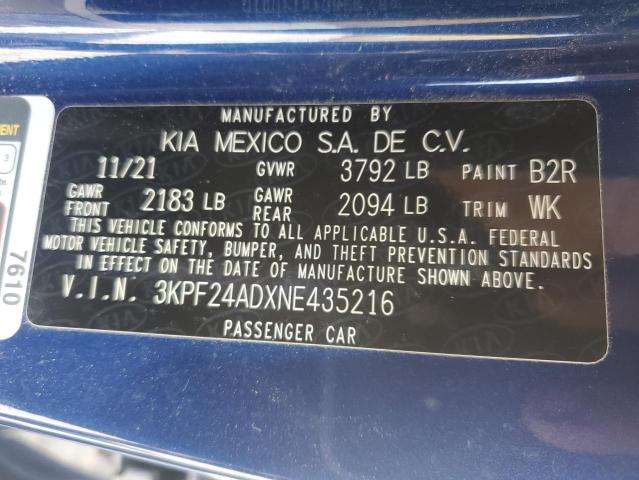 MANUFACTURED BY
KIA MEXICO S.A. DE C.V.
11/21 GVWR 3792 LB PAINT B2R
GAWR FRONT 2183 LB GAWR REAR 2094 LB TRIM WK
THIS VEHICLE CONFORMS TO ALL APPLICABLE U.S.A. FEDERAL
MOTOR VEHICLE SAFETY, BUMPER, AND THEFT PREVENTION STANDARDS
IN EFFECT ON THE DATE OF MANUFACTURE SHOWN ABOVE.
V.I.N. 3KPF24ADXNE435216
PASSENGER CAR
7610
3